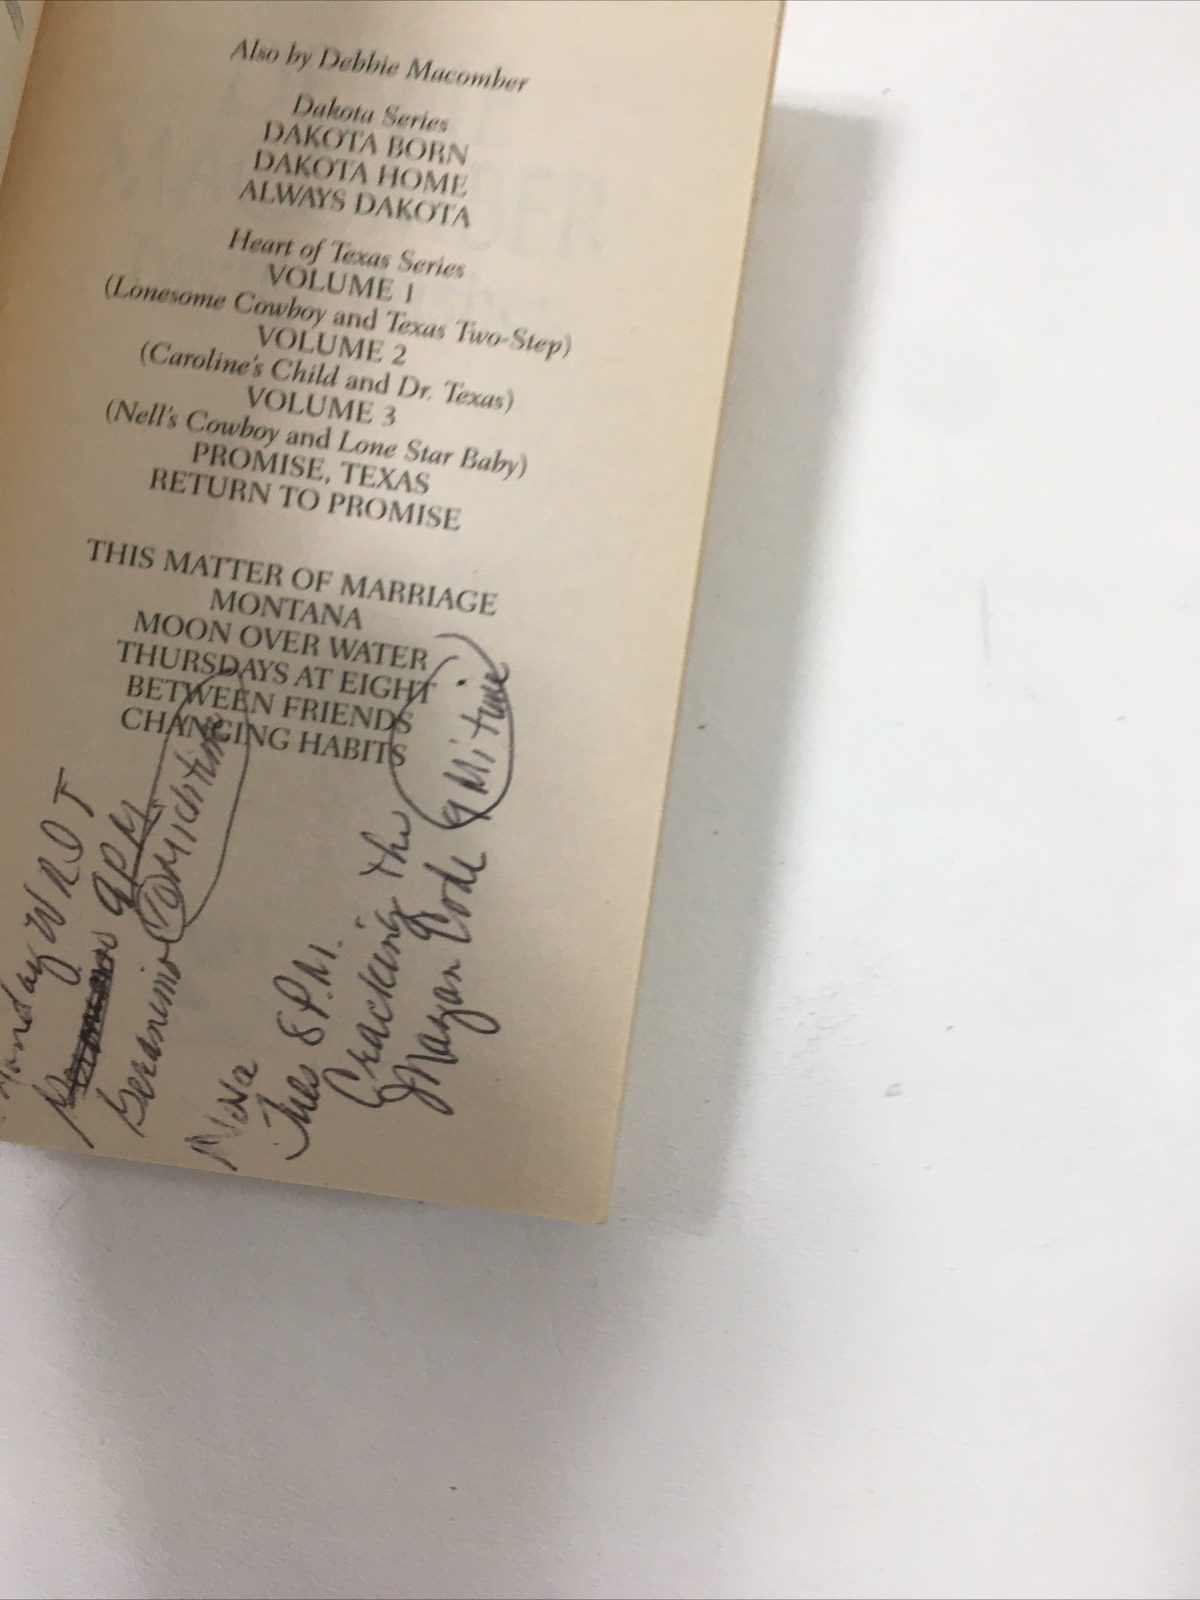 Also by Debbie Macomber
Dakota Series
DAKOTA BORN
DAKOTA HOME
ALWAYS DAKOTA
Heart of Texas Series
VOLUME 1
(Lonesome Cowboy and Texas Two-Step)
VOLUME 2
(Caroline's Child and Dr. Texas)
VOLUME 3
(Nell's Cowboy and Lone Star Baby)
PROMISE, TEXAS
RETURN TO PROMISE
THIS MATTER OF MARRIAGE
MONTANA
MOON OVER WATER
THURSDAYS AT EIGHT
BETWEEN FRIENDS
CHANGING HABITS
9PM
Geranimo
Nova
Tues 8 P.M.
Cracking the
Mayan Code